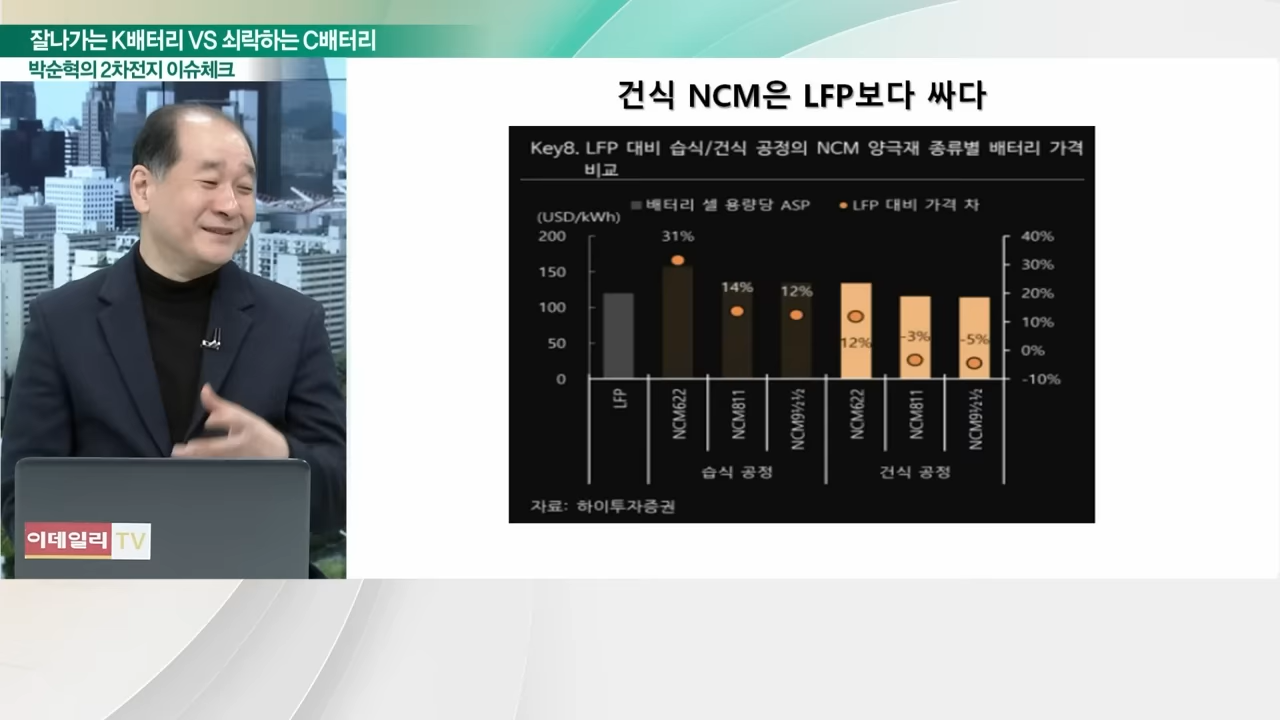 잘나가는 K배터리 VS 쇠락하는 C배터리
박순혁의 2차전지 이슈체크
건식 NCM은 LFP보다 싸다
Key8. LFP 대비 습식/건식 공정의 NCM 양극재 종류별 배터리 가격
비교
배터리 셀 용량당 ASP
LFP 대비 가격 차
(USD/kWh)
200
150
100
50
0
31%
14%
12%
12%
-3%
-5%
40%
30%
20%
10%
0%
-10%
LFP
NCM622
NCM811
NCM9½½
NCM622
NCM811
NCM9½½
습식 공정
건식 공정
자료: 하이투자증권
이데일리 TV